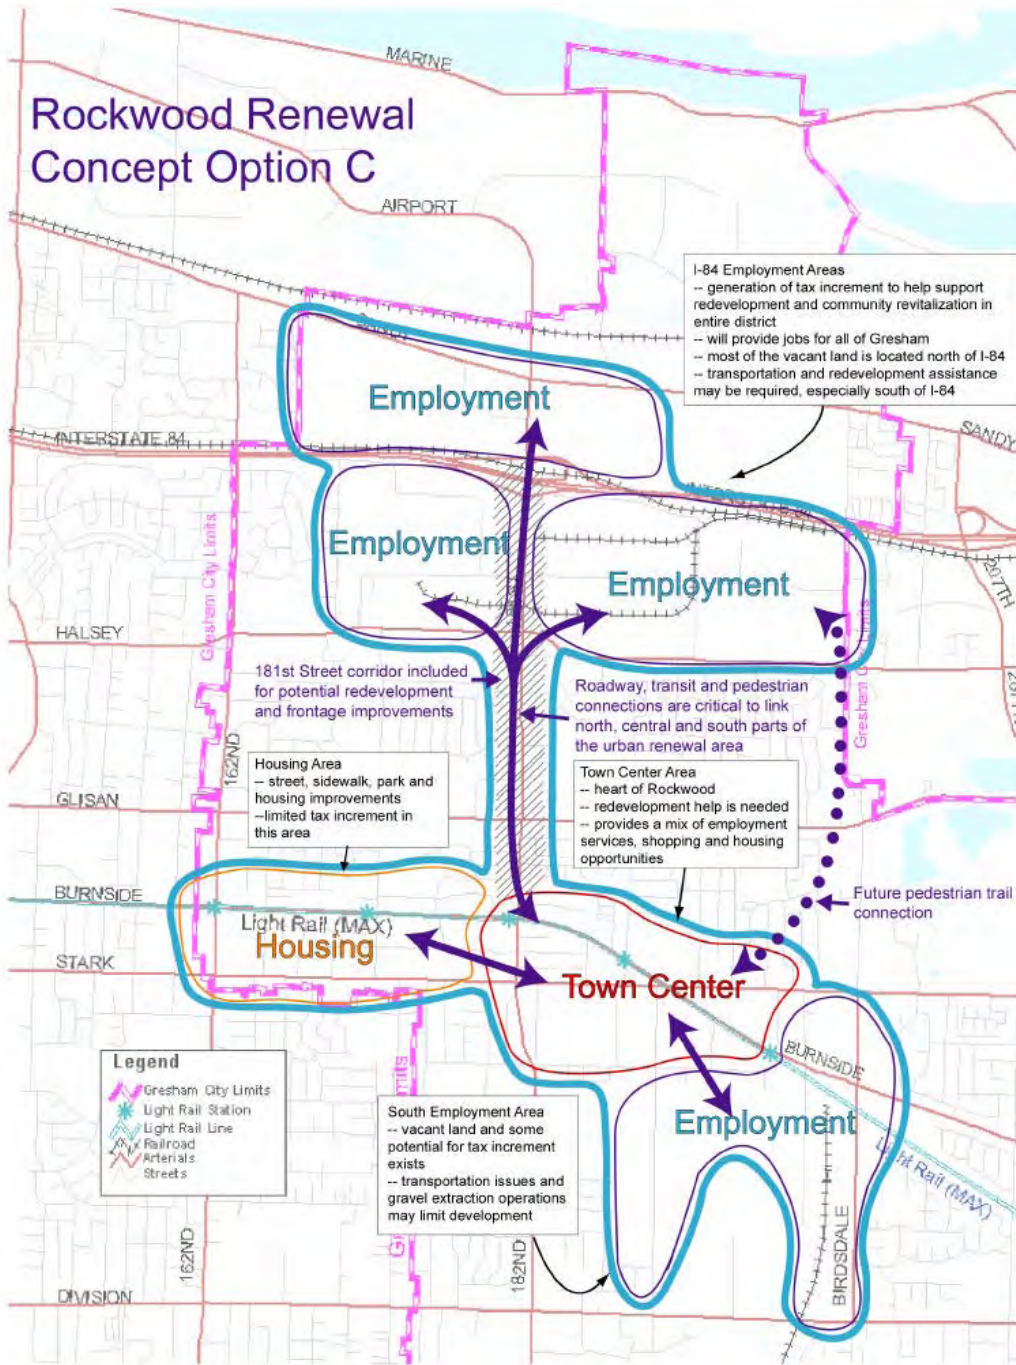 MARINE
Rockwood Renewal
Concept Option C
AIRPORT
I-84 Employment Areas
-- generation of tax increment to help support
redevelopment and community revitalization in
entire district
-- will provide jobs for all of Gresham
-- most of the vacant land is located north of I-84
-- transportation and redevelopment assistance
may be required, especially south of I-84
SANDY
Employment
SANDY
INTERSTATE 84
INTERSTATE 84
Employment
Employment
Gresham City Limits
207TH
Gresham City Limits
HALSEY
181st Street corridor included
for potential redevelopment
and frontage improvements
Roadway, transit and pedestrian
connections are critical to link
north, central and south parts of
the urban renewal area
162ND
Housing Area
-- street, sidewalk, park and
housing improvements
--limited tax increment in
this area
Town Center Area
-- heart of Rockwood
-- redevelopment help is needed
-- provides a mix of employment
services, shopping and housing
opportunities
GLISAN
BURNSIDE
Future pedestrian trail
connection
Light Rail (MAX)
Housing
STARK
Town Center
BURNSIDE
Legend
Gresham City Limits
Light Rail Station
Light Rail Line
Railroad
Arterials
Streets
South Employment Area
-- vacant land and some
potential for tax increment
exists
-- transportation issues and
gravel extraction operations
may limit development
Employment
Light Rail (MAX)
162ND
182ND
BIRDSDALE
DIVISION